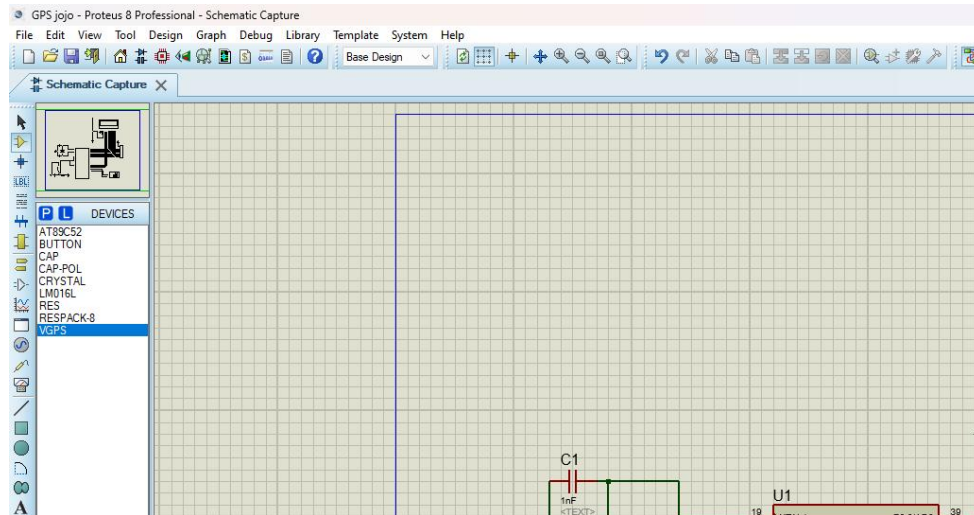 GPS jojo - Proteus 8 Professional - Schematic Capture
File Edit View Tool Design Graph Debug Library Template System Help
Base Design
Schematic Capture
LBL
P L DEVICES
AT89C52
BUTTON
CAP
CAP-POL
CRYSTAL
LM016L
RES
RESPACK-8
VGPS
A
C1
1nF
<TEXT>
U1
19
39